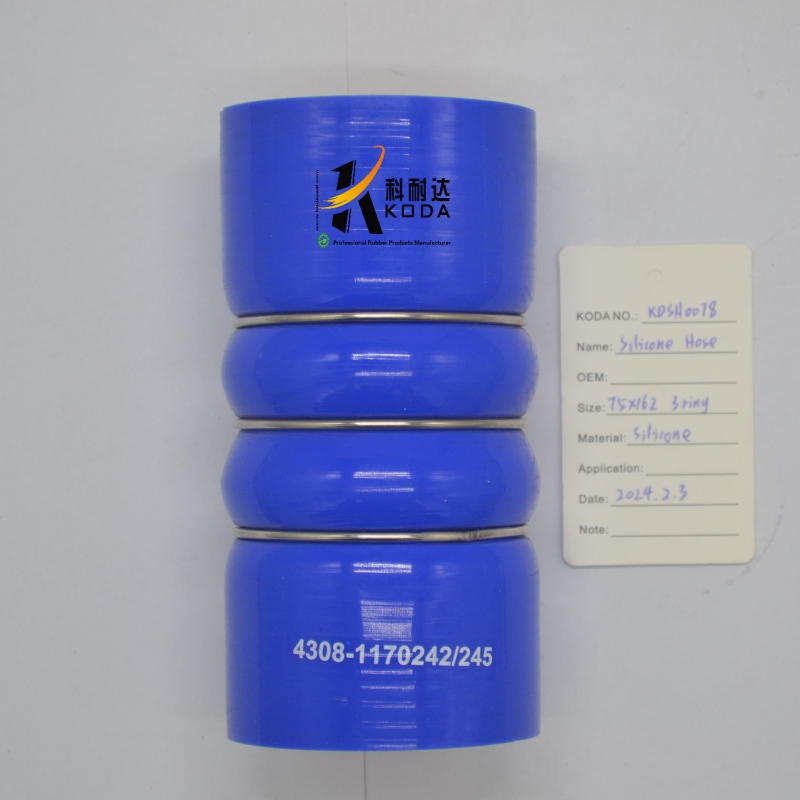 科耐达
KODA
Professional Rubber Products Manufacturer
4308-1170242/245
KODA NO.: KDSH0078
Name: Silicone Hose
OEM:
Size: 75x162 3ring
Material: Silicone
Application:
Date: 2024.2.3
Note: